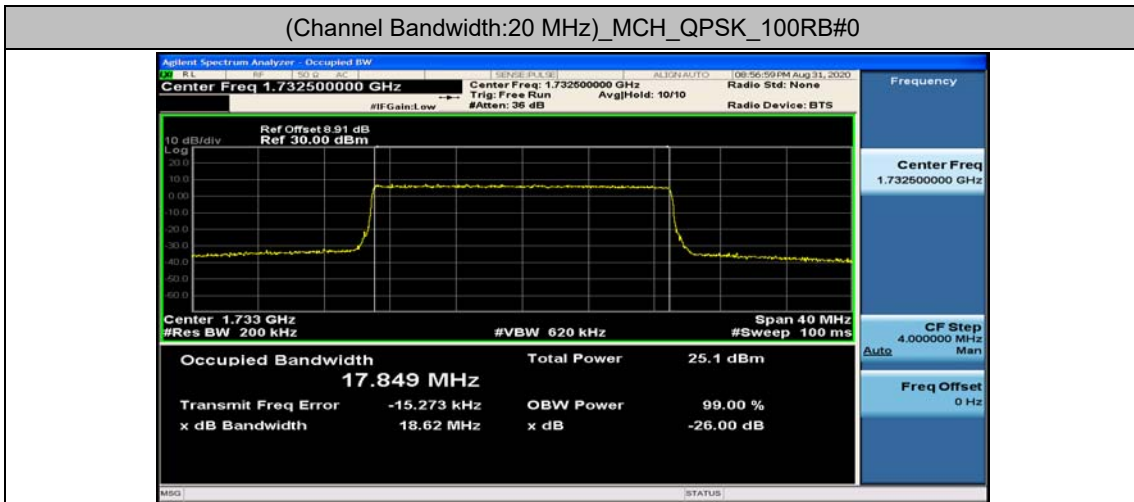 (Channel Bandwidth:20 MHz)_MCH_QPSK_100RB#0
Agilent Spectrum Analyzer - Occupied BW
LXI RL RF 50 Ω AC SENSE:PULSE ALIGN AUTO 08:56:59 PM Aug 31, 2020
Center Freq 1.732500000 GHz
Center Freq: 1.732500000 GHz
Radio Std: None
Trig: Free Run Avg|Hold: 10/10
#IFGain:Low #Atten: 36 dB Radio Device: BTS
Frequency
Ref Offset 8.91 dB
10 dB/div Ref 30.00 dBm
Log
20.0
10.0
0.00
-10.0
-20.0
-30.0
-40.0
-50.0
-60.0
Center 1.733 GHz Span 40 MHz
#Res BW 200 kHz #VBW 620 kHz #Sweep 100 ms
Occupied Bandwidth Total Power 25.1 dBm
17.849 MHz
Transmit Freq Error -15.273 kHz OBW Power 99.00 %
x dB Bandwidth 18.62 MHz x dB -26.00 dB
Center Freq
1.732500000 GHz
CF Step
4.000000 MHz
Auto Man
Freq Offset
0 Hz
MSG STATUS